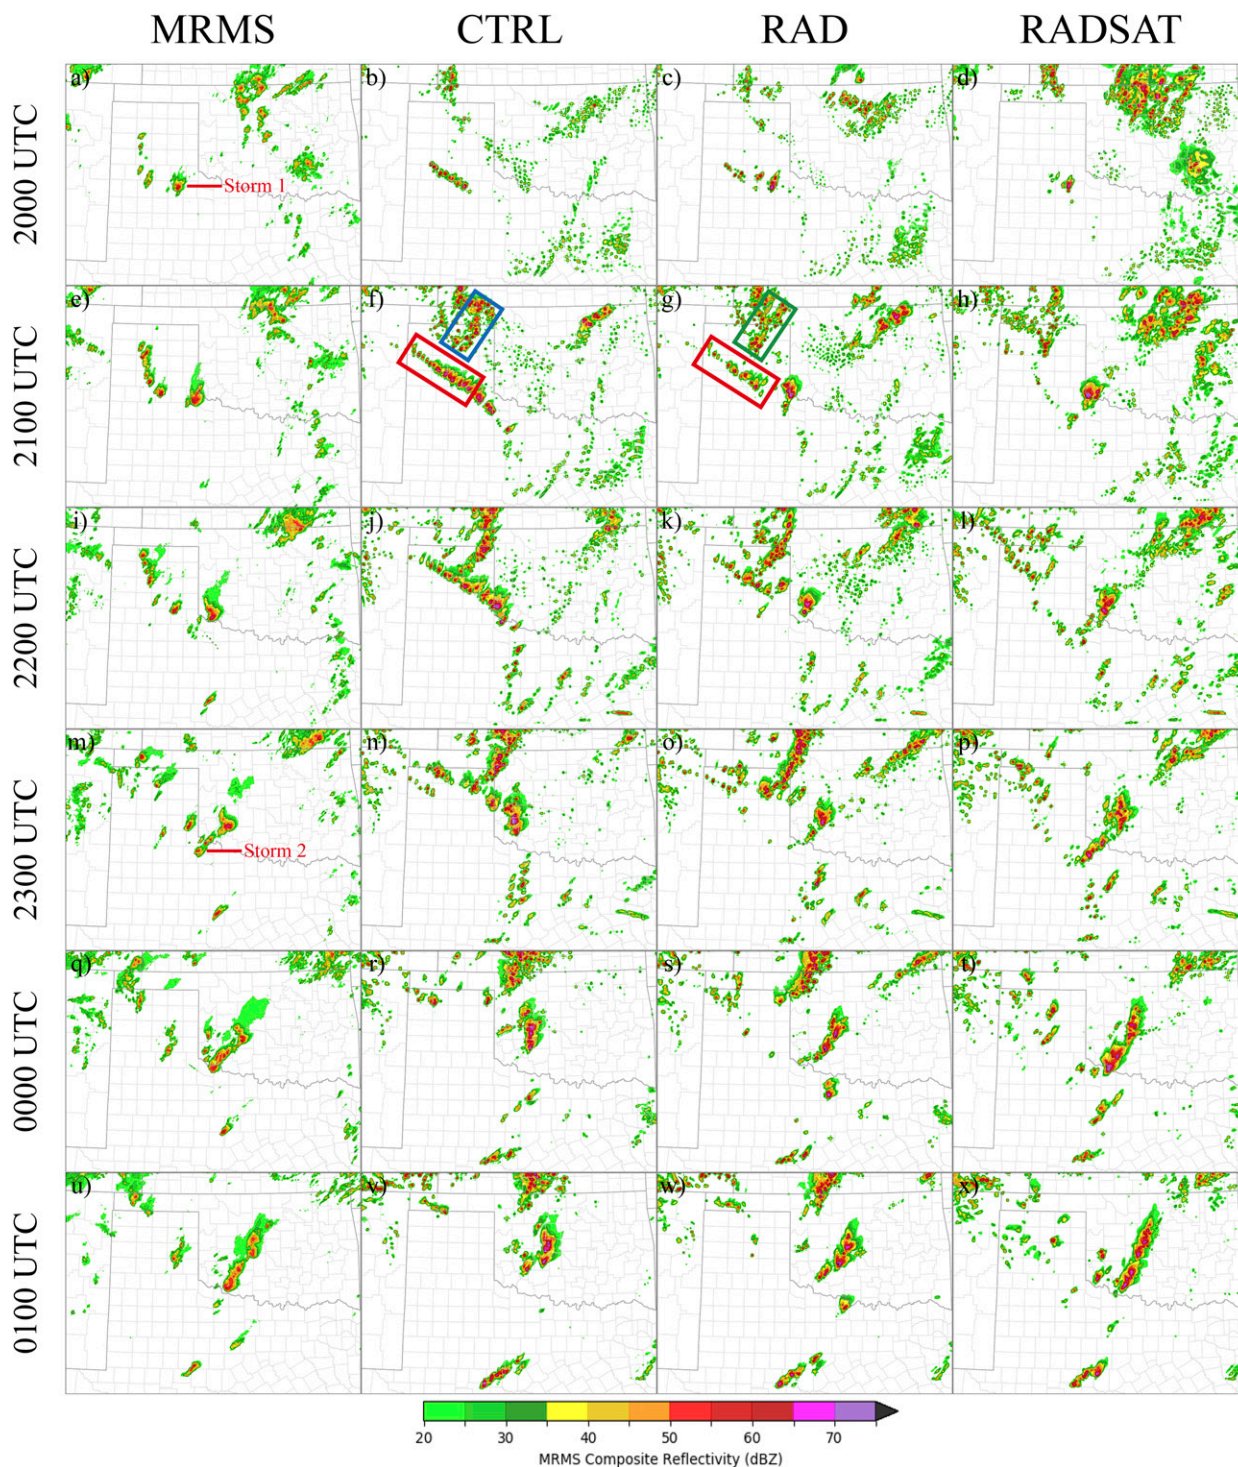 MRMS CTRL RAD RADSAT
2000 UTC
a) b) c) d)
Storm 1
2100 UTC
e) f) g) h)
2200 UTC
i) j) k) l)
2300 UTC
m) n) o) p)
Storm 2
0000 UTC
q) r) s) t)
0100 UTC
u) v) w) x)
20 30 40 50 60 70
MRMS Composite Reflectivity (dBZ)